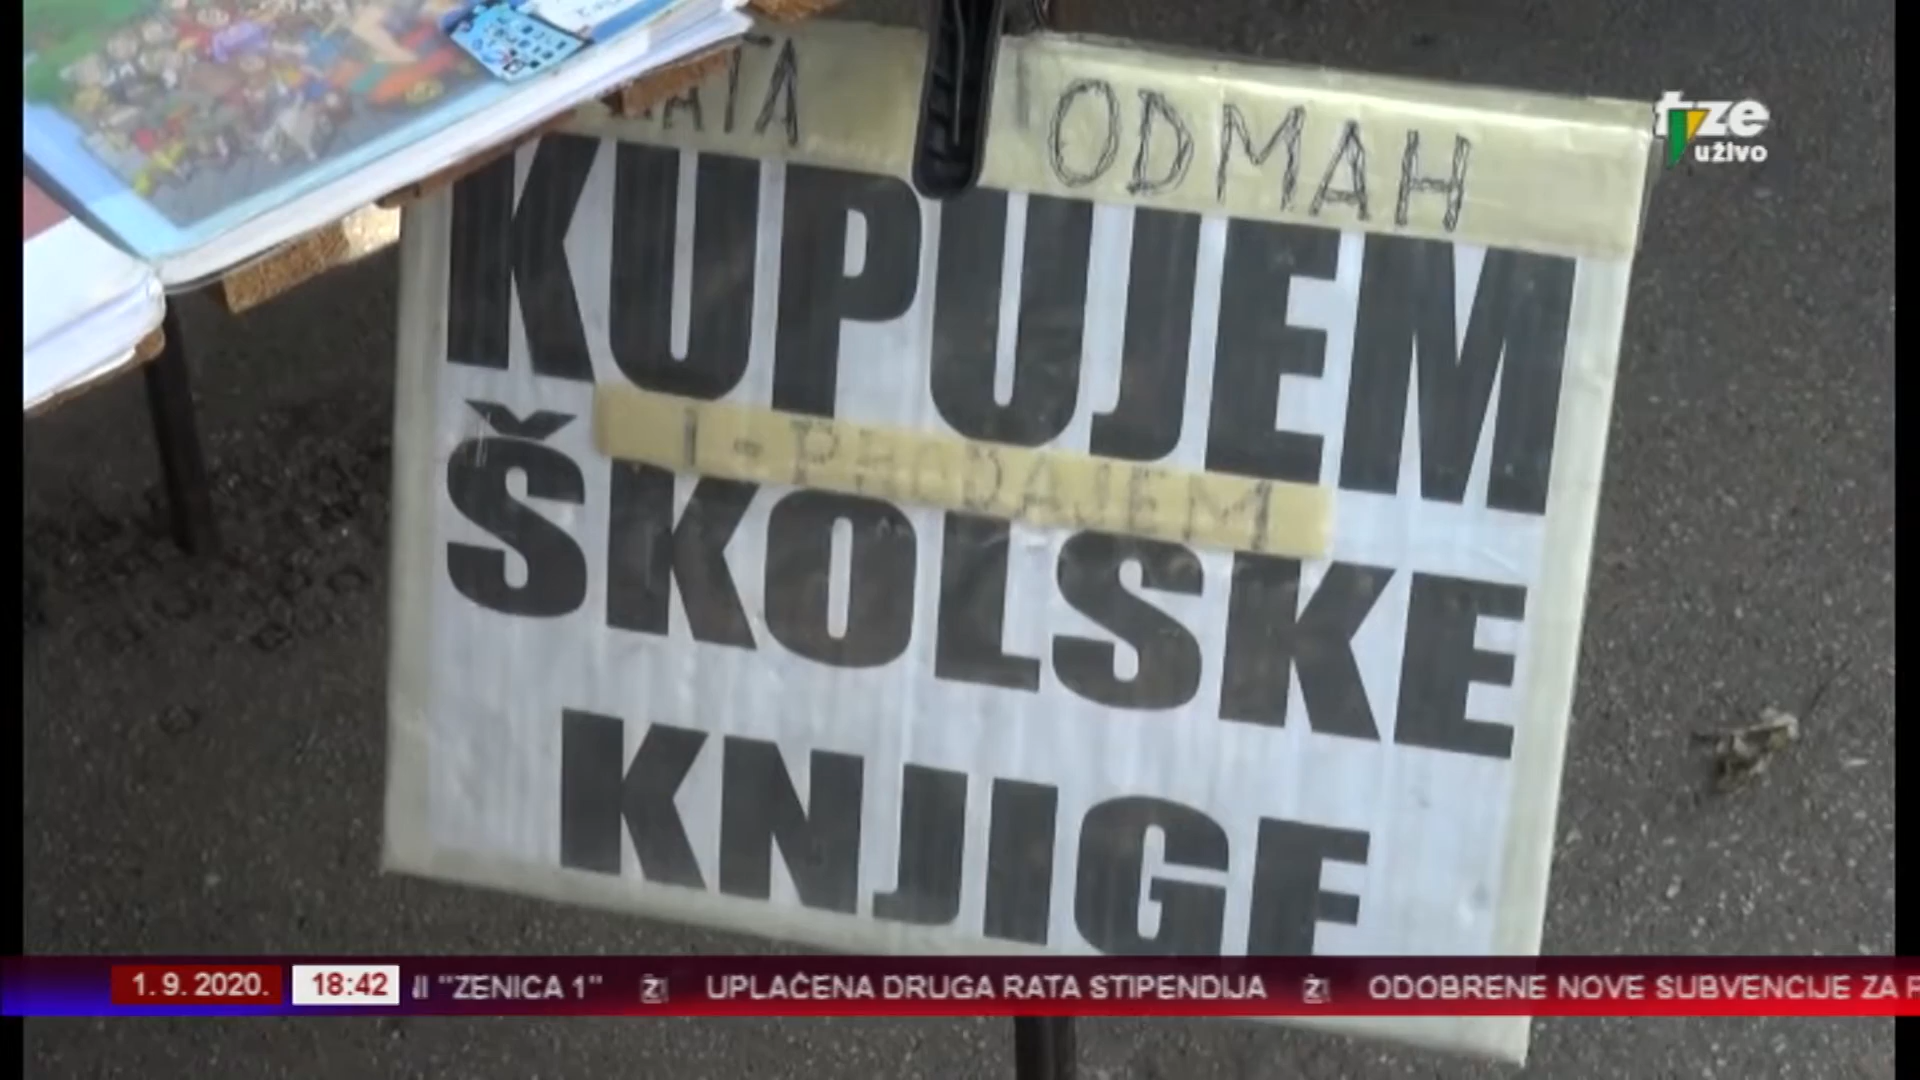 ODMAH
KUPUJEM
I - PRODAJEM
ŠKOLSKE
KNJIGE
rtze
uživo
1. 9. 2020. 18:42 "ZENICA 1" UPLAĆENA DRUGA RATA STIPENDIJA ODOBRENE NOVE SUBVENCIJE ZA